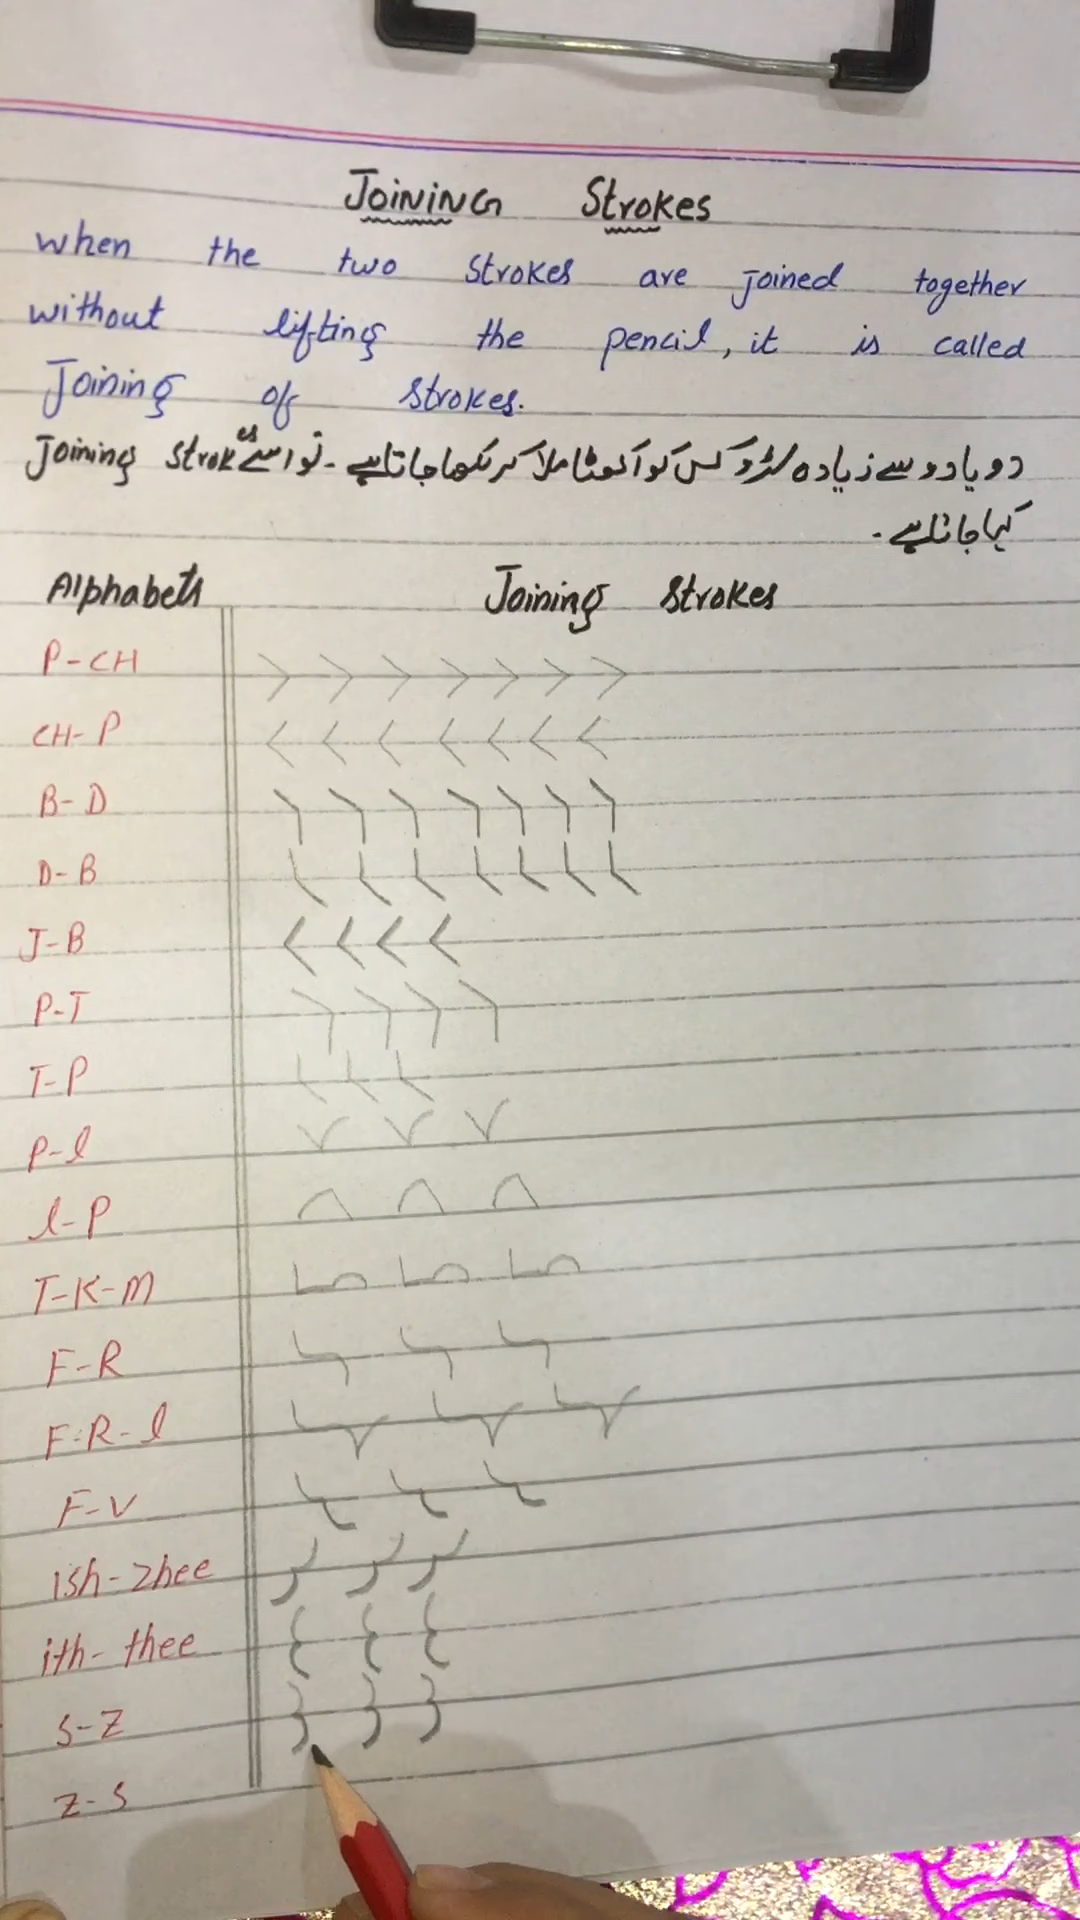 Joining Strokes
when the two strokes are joined together
without lifting the pencil, it is called
Joining of strokes.
دو یا دو سے زیادہ سٹروکس کو اکھٹا ملا کر لکھا جاتا ہے۔ تو اسے Joining strokes
کہا جاتا ہے۔
Alphabets Joining strokes
P-CH
CH-P
B-D
D-B
J-B
P-T
T-P
P-l
l-P
T-K-M
F-R
F-R-l
F-V
ish-zhee
ith-thee
S-Z
Z-S